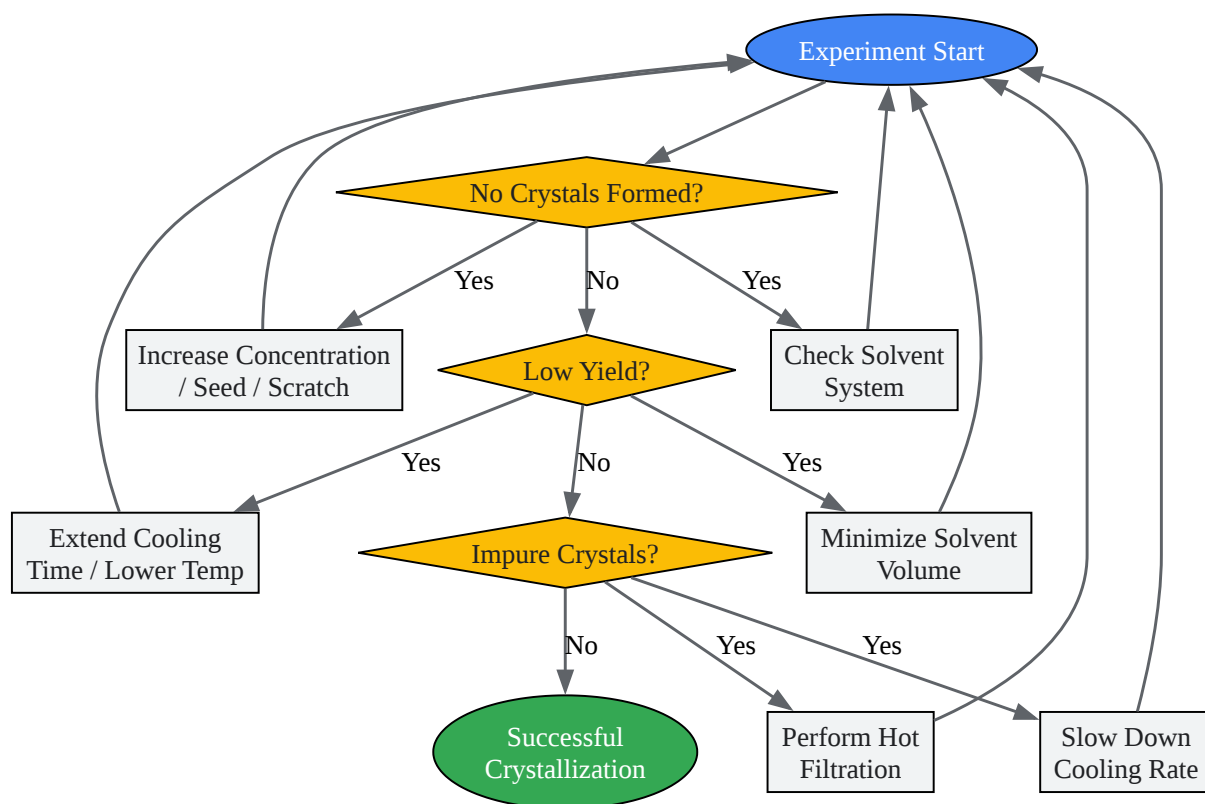 Experiment Start
No Crystals Formed?
Yes
No
Yes
Increase Concentration
/ Seed / Scratch
Low Yield?
Check Solvent
System
Yes
No
Yes
Extend Cooling
Time / Lower Temp
Impure Crystals?
Minimize Solvent
Volume
No
Yes
Yes
Successful
Crystallization
Perform Hot
Filtration
Slow Down
Cooling Rate